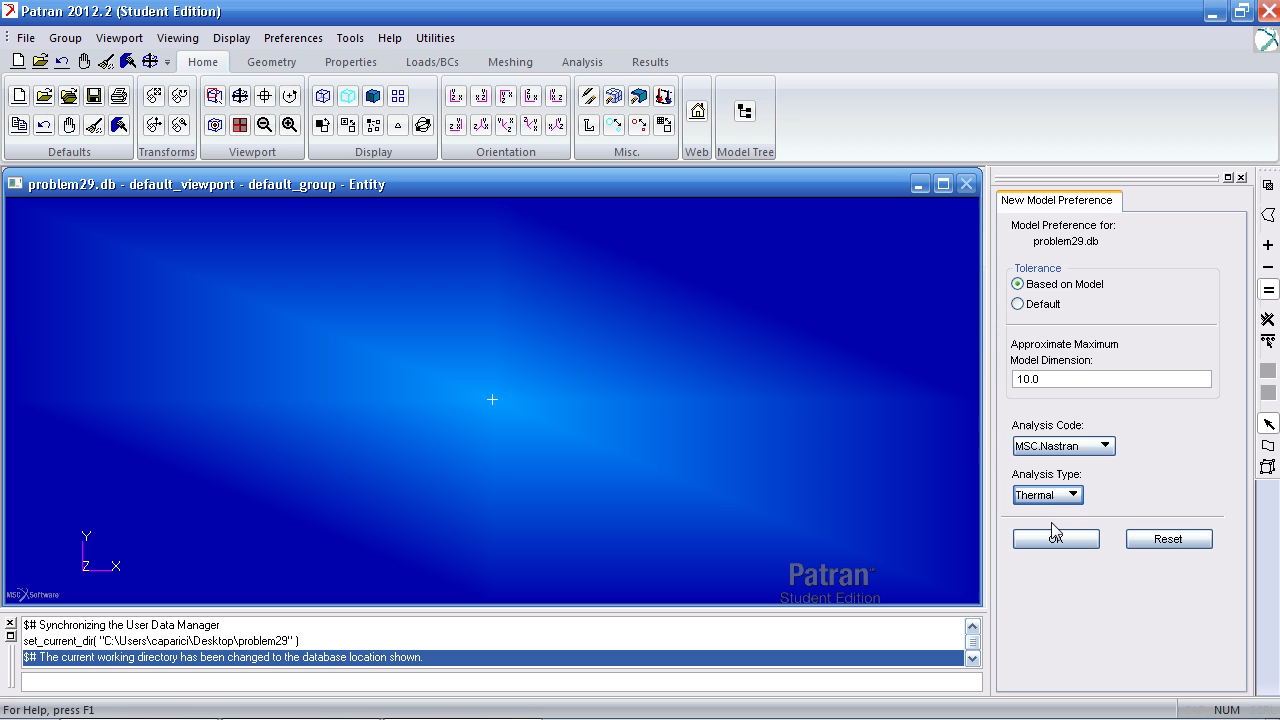 Patran 2012.2 (Student Edition)
File Group Viewport Viewing Display Preferences Tools Help Utilities
Home Geometry Properties Loads/BCs Meshing Analysis Results
Defaults Transforms Viewport Display Orientation Misc. Web Model Tree
problem29.db - default_viewport - default_group - Entity
New Model Preference
Model Preference for:
problem29.db
Tolerance
Based on Model
Default
Approximate Maximum
Model Dimension:
10.0
Analysis Code:
MSC.Nastran
Analysis Type:
Thermal
OK Reset
Y
Z X
MSC Software
Patran
Student Edition
$# Synchronizing the User Data Manager
set_current_dir( "C:\Users\caparici\Desktop\problem29" )
$# The current working directory has been changed to the database location shown.
For Help, press F1
NUM